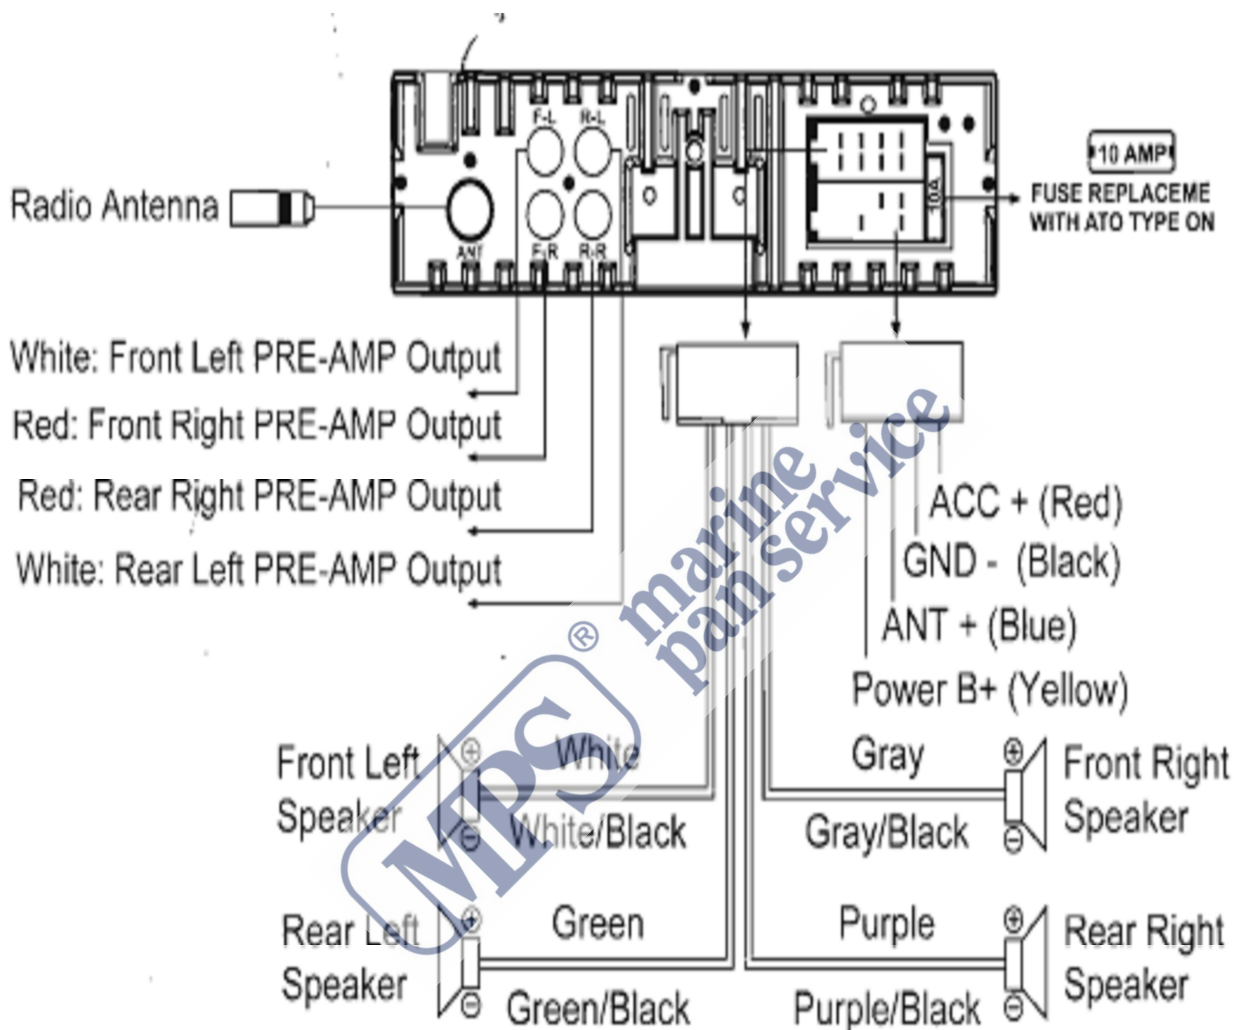 F-L R-L
10 AMP
10A
FUSE REPLACEME
WITH ATO TYPE ON
Radio Antenna
ANT F-R R-R
White: Front Left PRE-AMP Output
Red: Front Right PRE-AMP Output
Red: Rear Right PRE-AMP Output
White: Rear Left PRE-AMP Output
ACC + (Red)
GND - (Black)
ANT + (Blue)
Power B+ (Yellow)
MPS®
marine
pan service
Front Left
Speaker
White
White/Black
Gray
Gray/Black
Front Right
Speaker
Rear Left
Speaker
Green
Green/Black
Purple
Purple/Black
Rear Right
Speaker